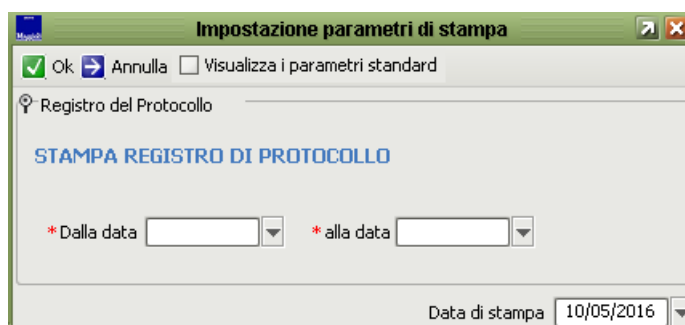 Maggioli
Impostazione parametri di stampa
Ok Annulla Visualizza i parametri standard
Registro del Protocollo
STAMPA REGISTRO DI PROTOCOLLO
*Dalla data *alla data
Data di stampa 10/05/2016